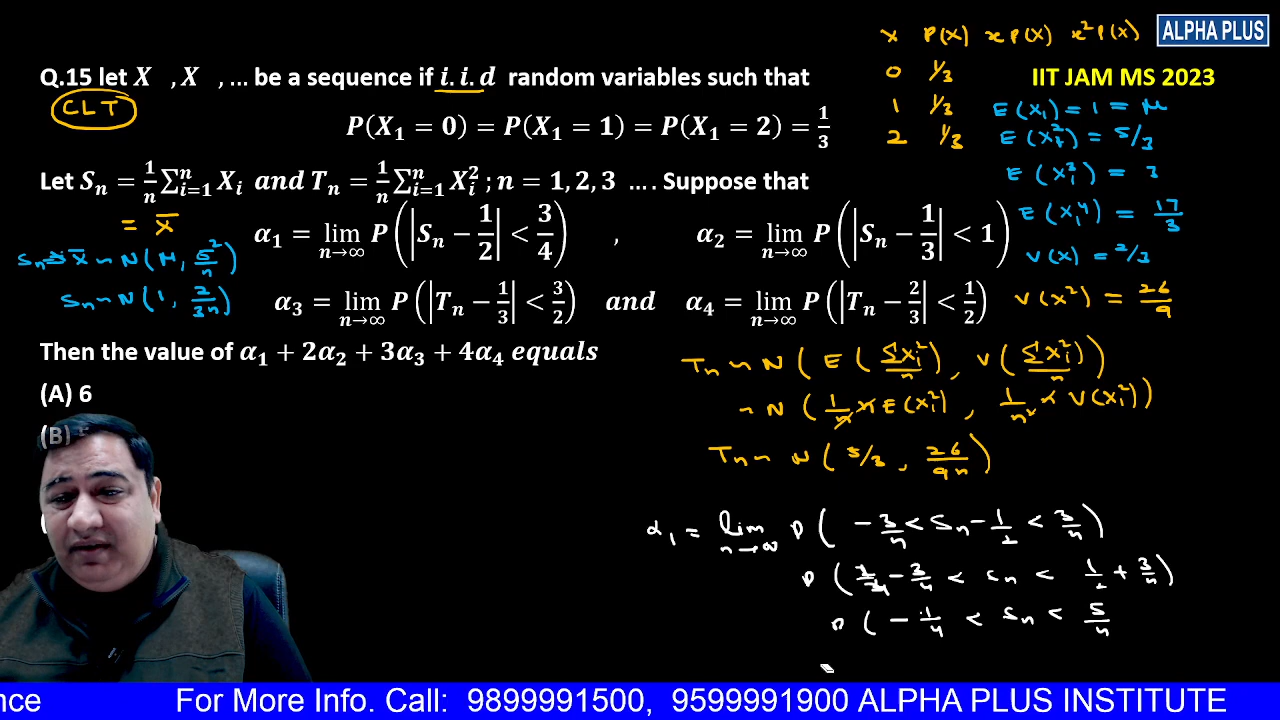 x P(X) xP(X) x²P(X)
ALPHA PLUS
Q.15 let X , X , ... be a sequence if i.i.d random variables such that
IIT JAM MS 2023
0 1/3
CLT
P(X₁ = 0) = P(X₁ = 1) = P(X₁ = 2) = 1/3
1 1/3
2 1/3
E(X₁) = 1 = μ
E(X₁²) = 5/3
E(X₁³) = 3
E(X₁⁴) = 17/3
V(X) = 2/3
V(X²) = 26/9
Let Sₙ = 1/n ∑ⁿᵢ₌₁ Xᵢ and Tₙ = 1/n ∑ⁿᵢ₌₁ Xᵢ² ; n = 1, 2, 3 .... Suppose that
= X̄
Sₙ = X̄ ~ N(μ, σ²/n)
Sₙ ~ N(1, 2/3n)
α₁ = lim n→∞ P(|Sₙ − 1/2| < 3/4) , α₂ = lim n→∞ P(|Sₙ − 1/3| < 1)
α₃ = lim n→∞ P(|Tₙ − 1/3| < 3/2) and α₄ = lim n→∞ P(|Tₙ − 2/3| < 1/2)
Then the value of α₁ + 2α₂ + 3α₃ + 4α₄ equals
(A) 6
(B) 5
Tₙ ~ N(E(∑Xᵢ²/n), V(∑Xᵢ²/n))
~ N(1/n × n E(Xᵢ²), 1/n² × V(Xᵢ²))
Tₙ ~ N(5/3, 26/9n)
α₁ = lim n→∞ P(−3/4 < Sₙ − 1/2 < 3/4)
P(1/2 − 3/4 < Sₙ < 1/2 + 3/4)
P(−1/4 < Sₙ < 5/4
nce For More Info. Call: 9899991500, 9599991900 ALPHA PLUS INSTITUTE